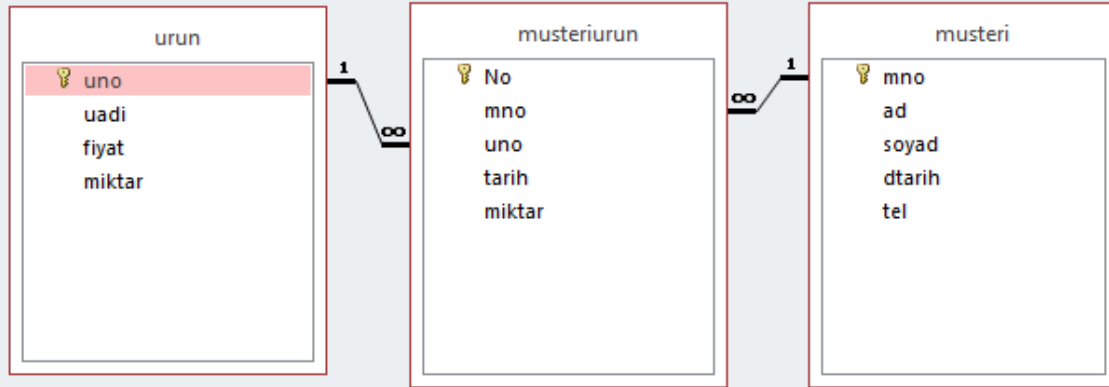 urun
uno
uadi
fiyat
miktar
1
∞
musteriurun
No
mno
uno
tarih
miktar
∞
1
musteri
mno
ad
soyad
dtarih
tel